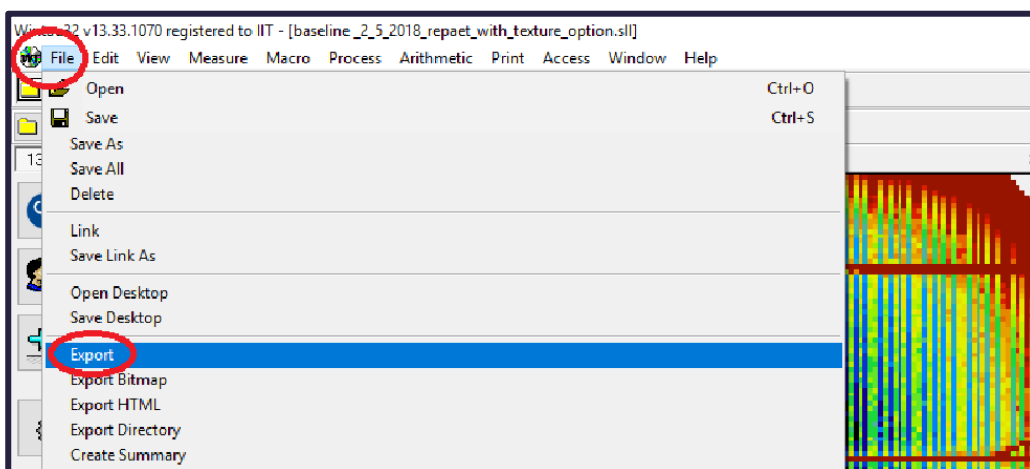 v13.33.1070 registered to IIT - [baseline _2_5_2018_repaet_with_texture_option.sll]
File Edit View Measure Macro Process Arithmetic Print Access Window Help
Open Ctrl+O
Save Ctrl+S
Save As
13
Save All
Delete
Link
Save Link As
Open Desktop
Save Desktop
Export
Export Bitmap
Export HTML
Export Directory
Create Summary